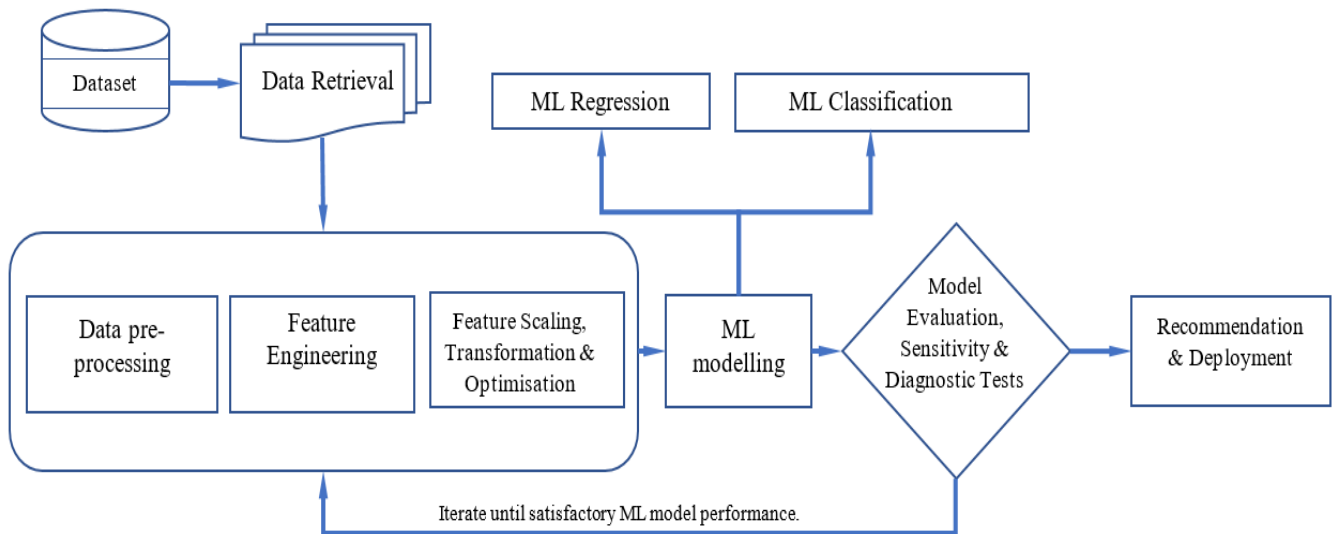 Dataset
Data Retrieval
ML Regression
ML Classification
Data pre-
processing
Feature
Engineering
Feature Scaling,
Transformation &
Optimisation
ML
modelling
Model
Evaluation,
Sensitivity &
Diagnostic Tests
Recommendation
& Deployment
Iterate until satisfactory ML model performance.